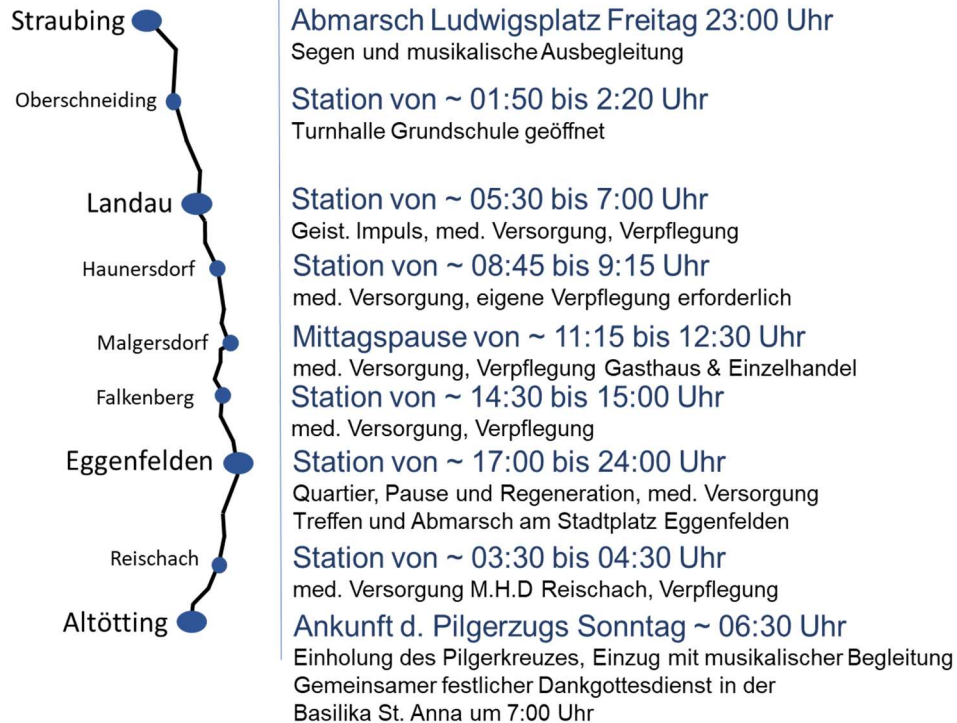 Straubing
Abmarsch Ludwigsplatz Freitag 23:00 Uhr
Segen und musikalische Ausbegleitung
Oberschneiding
Station von ~ 01:50 bis 2:20 Uhr
Turnhalle Grundschule geöffnet
Landau
Station von ~ 05:30 bis 7:00 Uhr
Geist. Impuls, med. Versorgung, Verpflegung
Haunersdorf
Station von ~ 08:45 bis 9:15 Uhr
med. Versorgung, eigene Verpflegung erforderlich
Malgersdorf
Mittagspause von ~ 11:15 bis 12:30 Uhr
med. Versorgung, Verpflegung Gasthaus & Einzelhandel
Falkenberg
Station von ~ 14:30 bis 15:00 Uhr
med. Versorgung, Verpflegung
Eggenfelden
Station von ~ 17:00 bis 24:00 Uhr
Quartier, Pause und Regeneration, med. Versorgung
Treffen und Abmarsch am Stadtplatz Eggenfelden
Reischach
Station von ~ 03:30 bis 04:30 Uhr
med. Versorgung M.H.D Reischach, Verpflegung
Altötting
Ankunft d. Pilgerzugs Sonntag ~ 06:30 Uhr
Einholung des Pilgerkreuzes, Einzug mit musikalischer Begleitung
Gemeinsamer festlicher Dankgottesdienst in der
Basilika St. Anna um 7:00 Uhr